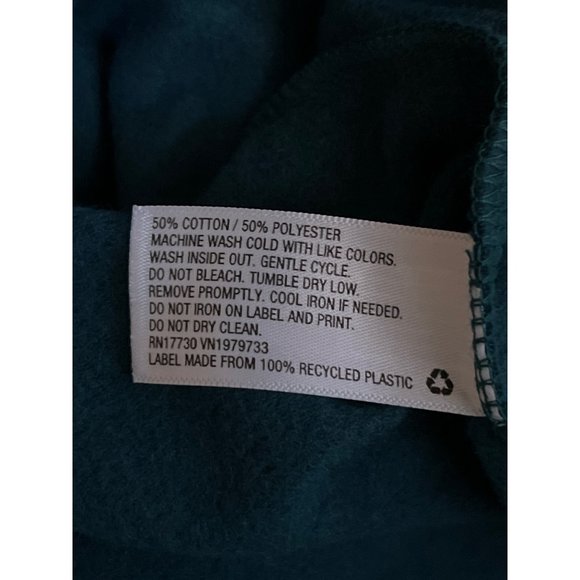 50% COTTON / 50% POLYESTER
MACHINE WASH COLD WITH LIKE COLORS.
WASH INSIDE OUT. GENTLE CYCLE.
DO NOT BLEACH. TUMBLE DRY LOW.
REMOVE PROMPTLY. COOL IRON IF NEEDED.
DO NOT IRON ON LABEL AND PRINT.
DO NOT DRY CLEAN.
RN17730 VN1979733
LABEL MADE FROM 100% RECYCLED PLASTIC